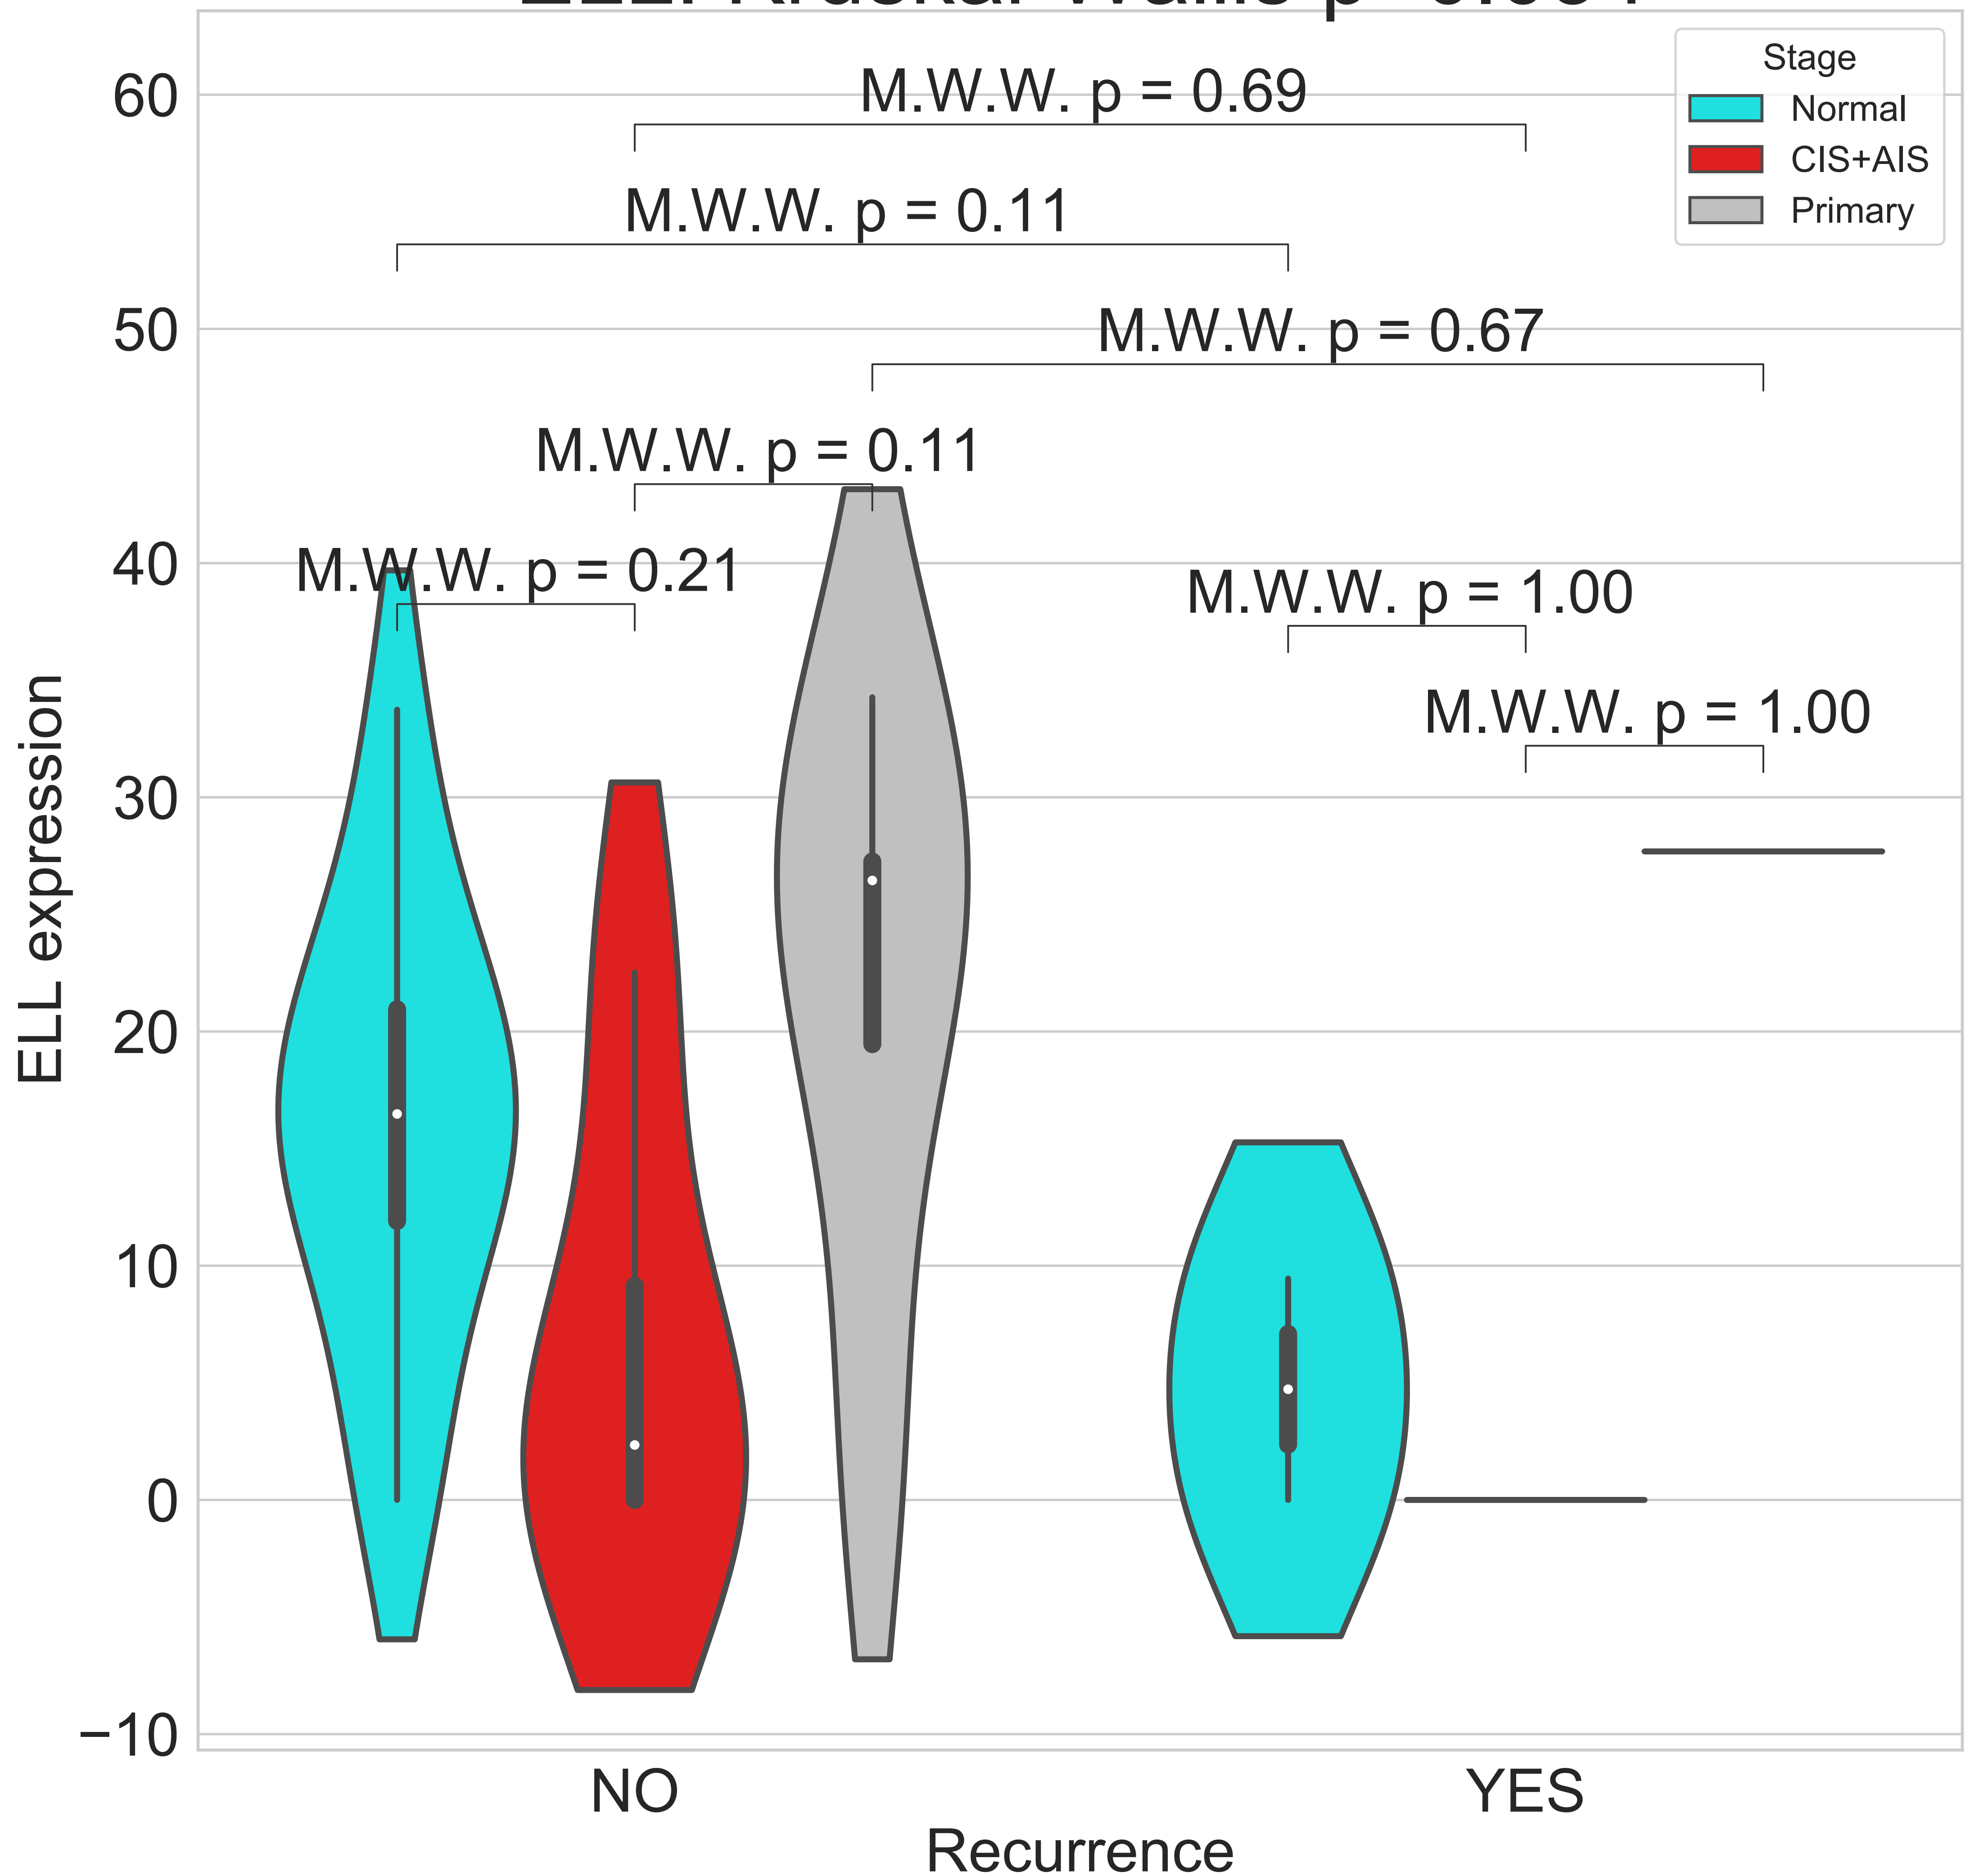 Stage
Normal
CIS+AIS
Primary
M.W.W. p = 0.69
M.W.W. p = 0.11
M.W.W. p = 0.67
M.W.W. p = 0.11
M.W.W. p = 0.21
M.W.W. p = 1.00
M.W.W. p = 1.00
60
50
40
30
20
10
0
−10
ELL expression
NO
YES
Recurrence